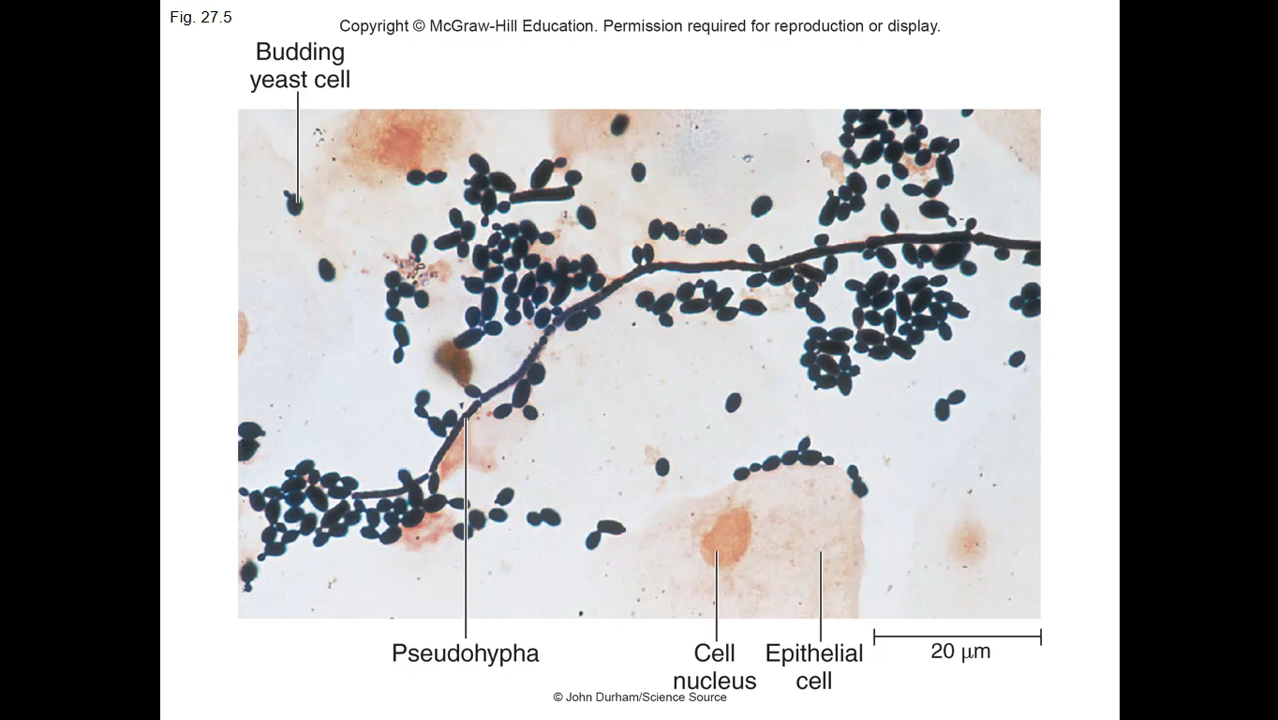 Fig. 27.5
Copyright © McGraw-Hill Education. Permission required for reproduction or display.
Budding
yeast cell
Pseudohypha
Cell
nucleus
Epithelial
cell
20 μm
© John Durham/Science Source